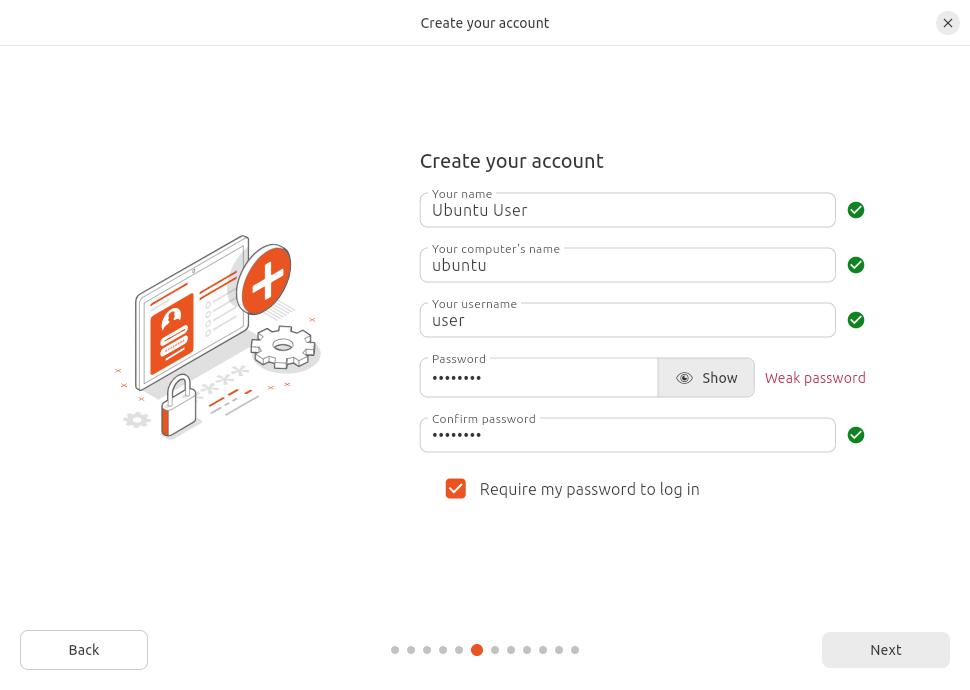 Create your account
Create your account
Your name
Ubuntu User
Your computer's name
ubuntu
Your username
user
Password
••••••••
Show
Weak password
Confirm password
••••••••
Require my password to log in
Back
Next